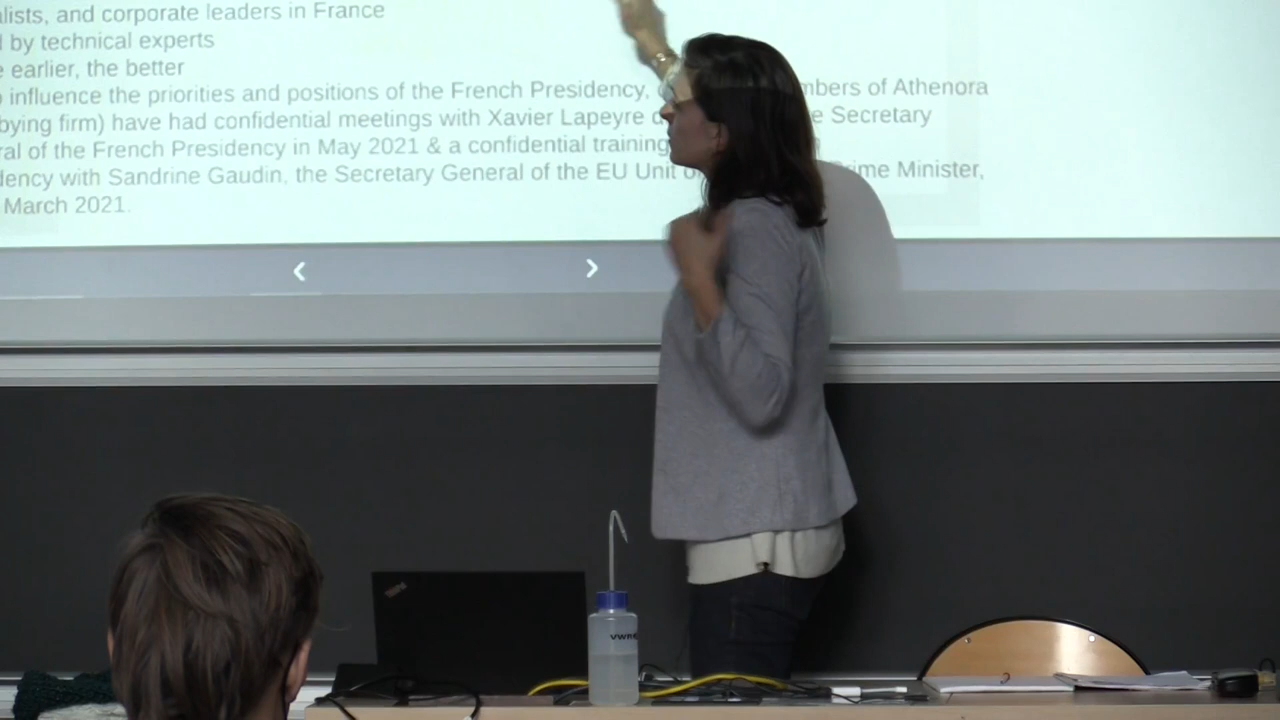 lists, and corporate leaders in France
by technical experts
earlier, the better
influence the priorities and positions of the French Presidency, mbers of Athenora
bying firm) have had confidential meetings with Xavier Lapeyre Secretary
ral of the French Presidency in May 2021 & a confidential training
dency with Sandrine Gaudin, the Secretary General of the EU Unit ime Minister,
March 2021.
vwr